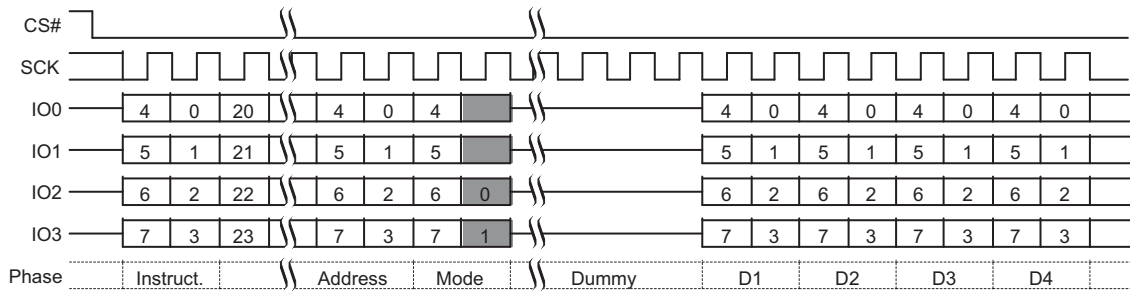 CS#
SCK
IO0 4 0 20 4 0 4 4 0 4 0 4 0 4 0
IO1 5 1 21 5 1 5 5 1 5 1 5 1 5 1
IO2 6 2 22 6 2 6 0 6 2 6 2 6 2 6 2
IO3 7 3 23 7 3 7 1 7 3 7 3 7 3 7 3
Phase Instruct. Address Mode Dummy D1 D2 D3 D4